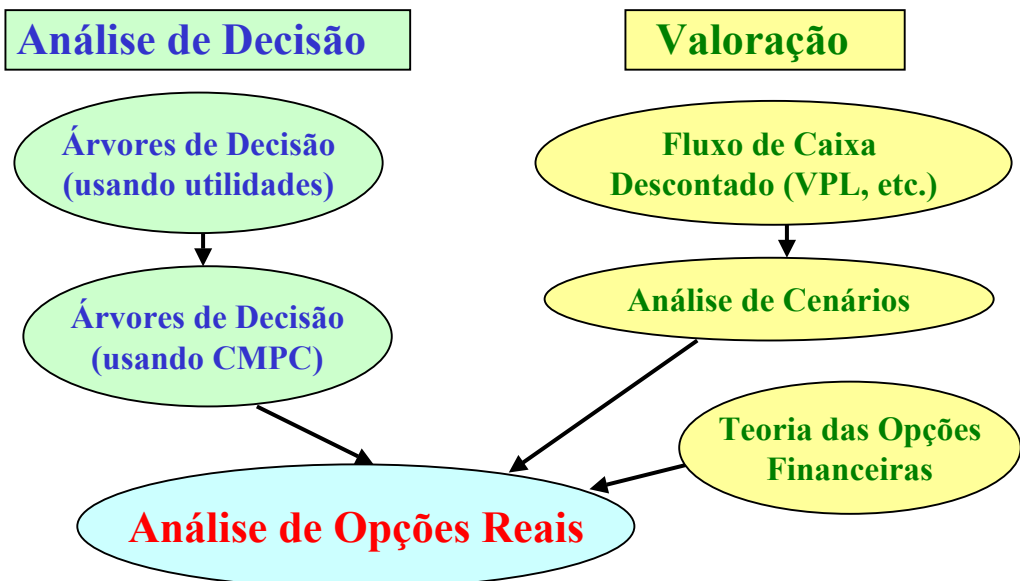 Análise de Decisão
Valoração
Árvores de Decisão
(usando utilidades)
Fluxo de Caixa
Descontado (VPL, etc.)
Árvores de Decisão
(usando CMPC)
Análise de Cenários
Teoria das Opções
Financeiras
Análise de Opções Reais